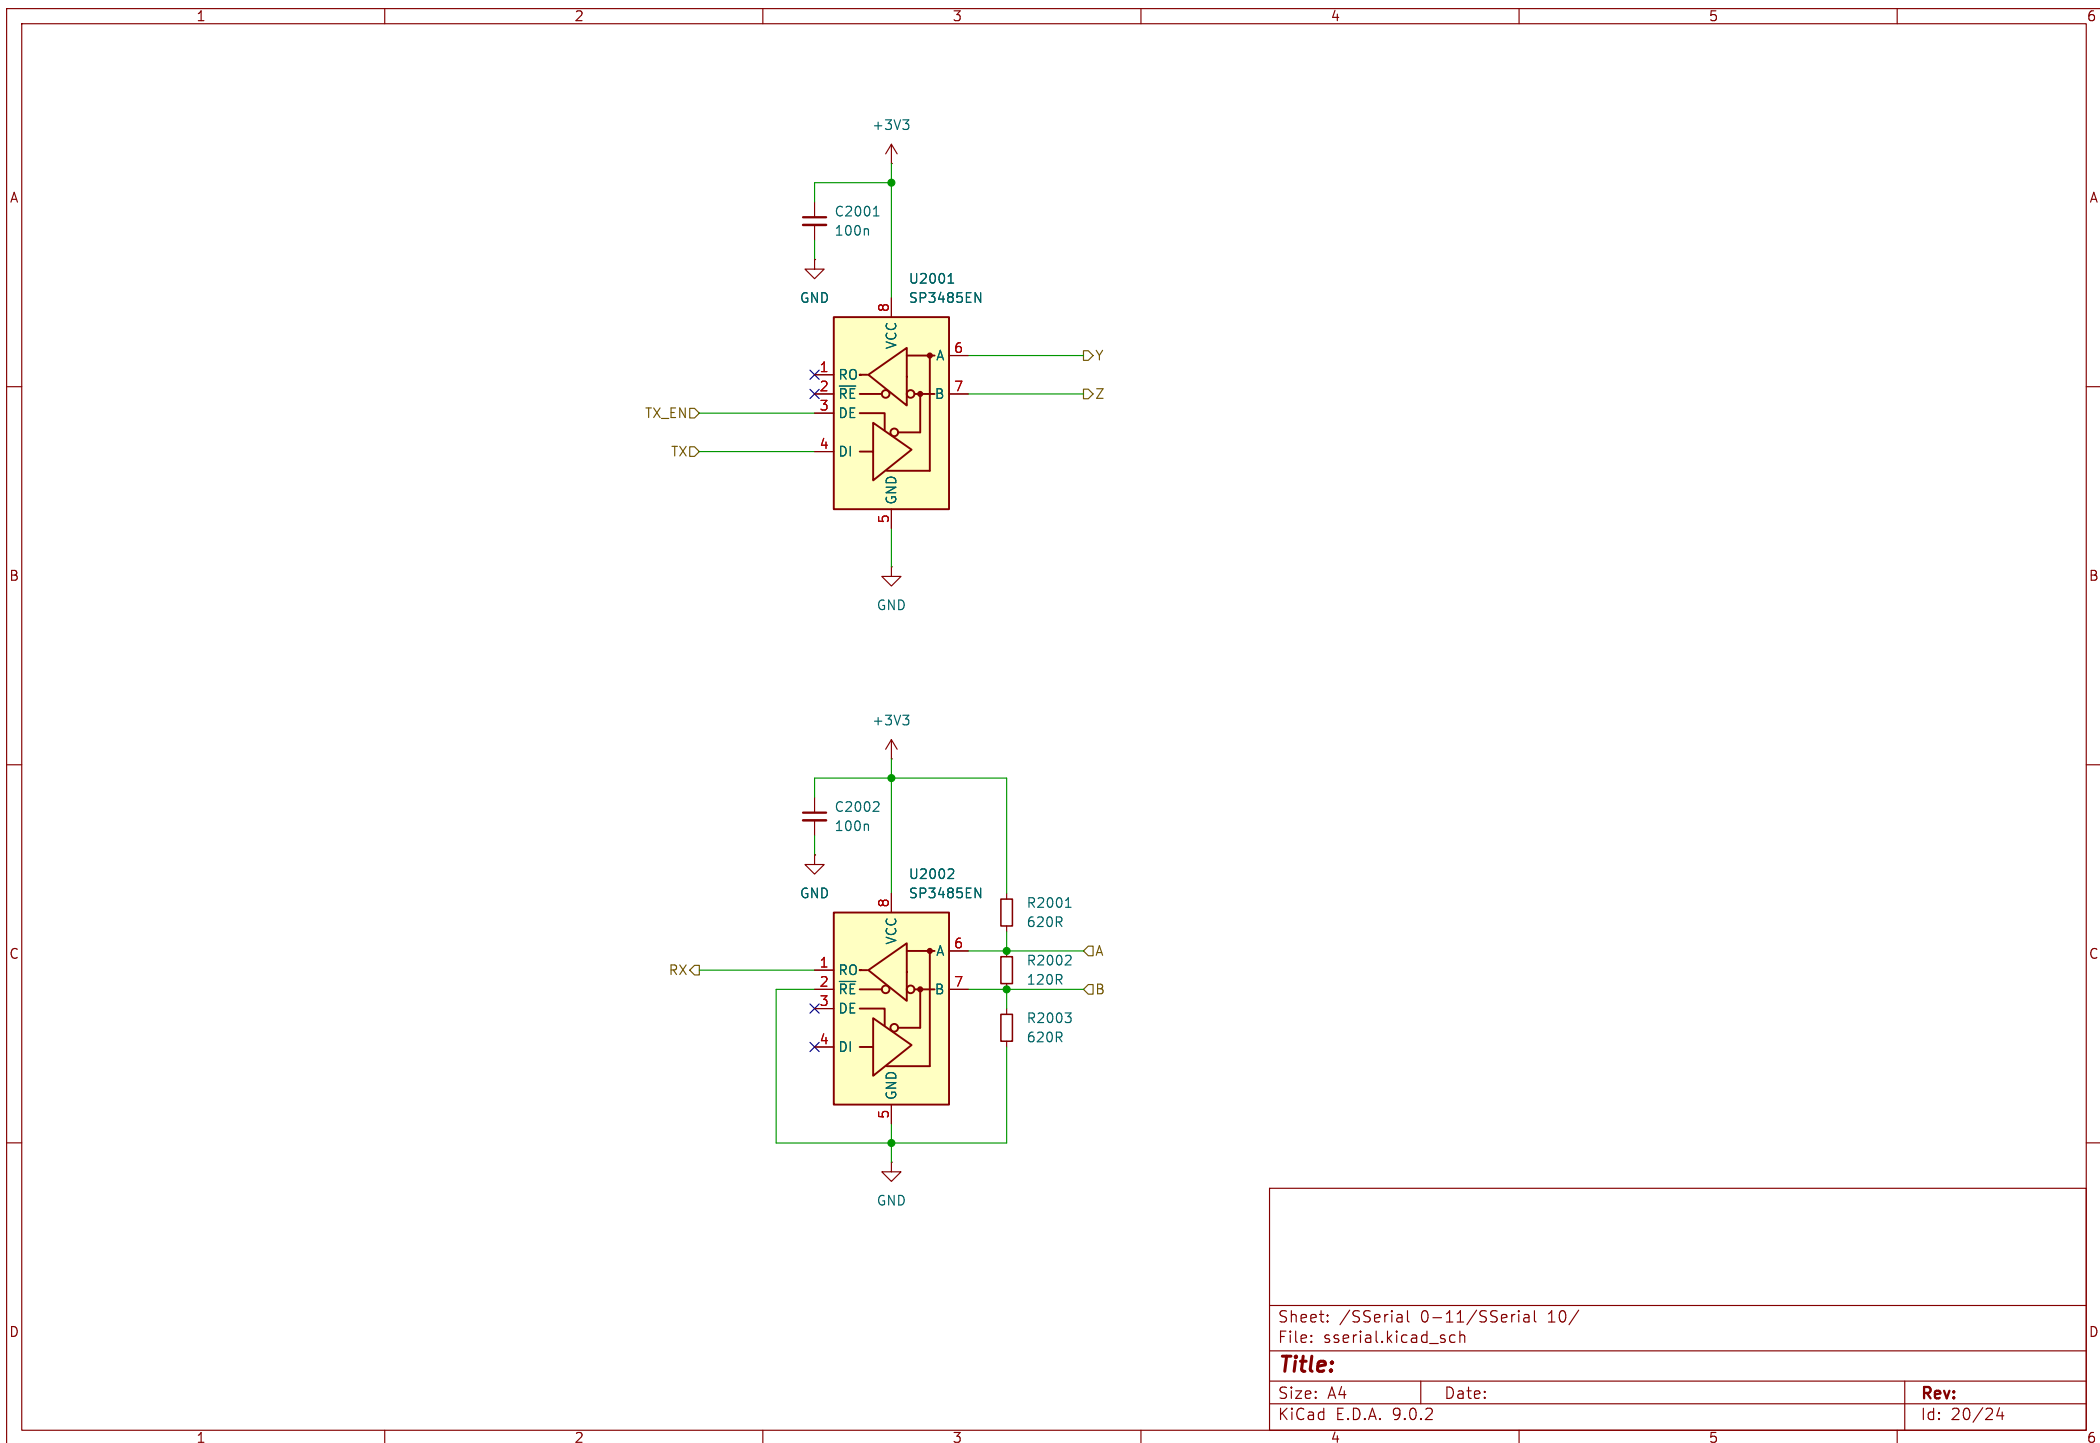 1 2 3 4 5 6
A A
+3V3
C2001
100n
GND
U2001
SP3485EN
8
VCC
1 RO
2 RE
3 DE
4 DI
A 6
B 7
GND
5
Y
Z
TX_EN
TX
GND
B B
+3V3
C2002
100n
GND
U2002
SP3485EN
8
VCC
R2001
620R
A 6
A
R2002
120R
B 7
B
R2003
620R
RX
1 RO
2 RE
3 DE
4 DI
GND
5
GND
C C
D D
Sheet: /SSerial 0-11/SSerial 10/
File: sserial.kicad_sch
Title:
Size: A4 Date: Rev:
KiCad E.D.A. 9.0.2 Id: 20/24
1 2 3 4 5 6